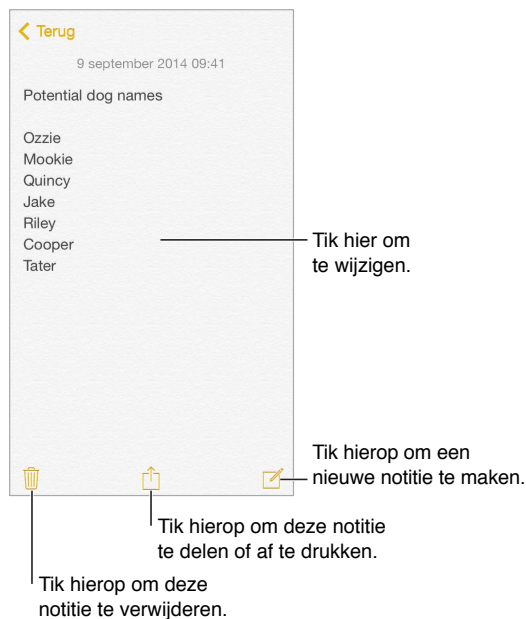 Terug
9 september 2014 09:41
Potential dog names
Ozzie
Mookie
Quincy
Jake
Riley
Cooper
Tater
Tik hier om
te wijzigen.
Tik hierop om een
nieuwe notitie te maken.
Tik hierop om deze notitie
te delen of af te drukken.
Tik hierop om deze
notitie te verwijderen.